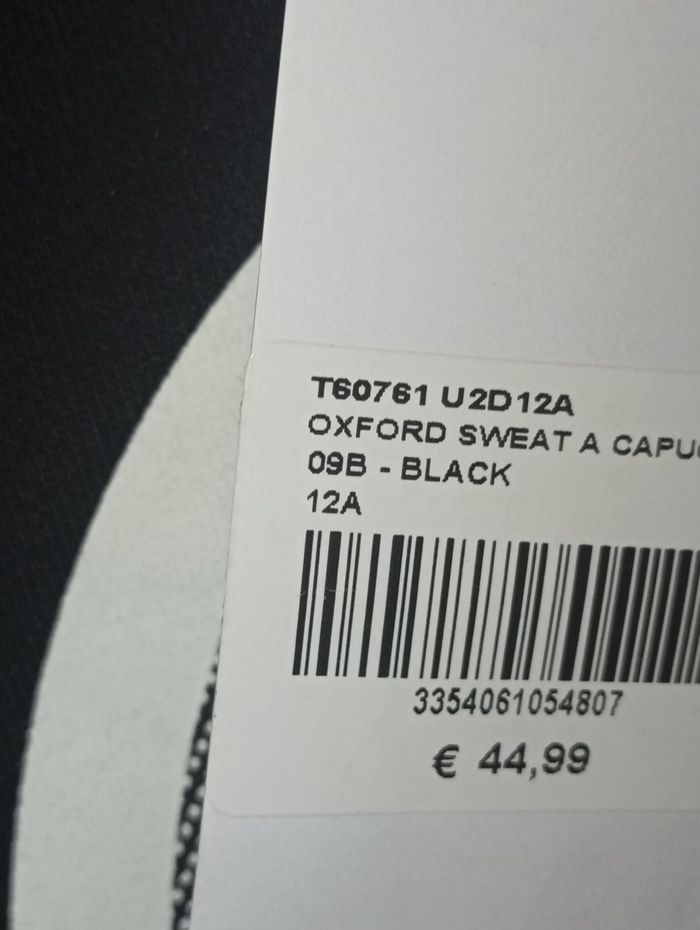 T60761 U2D12A
OXFORD SWEAT A
09B - BLACK
12A
3354061054807
€ 44,99